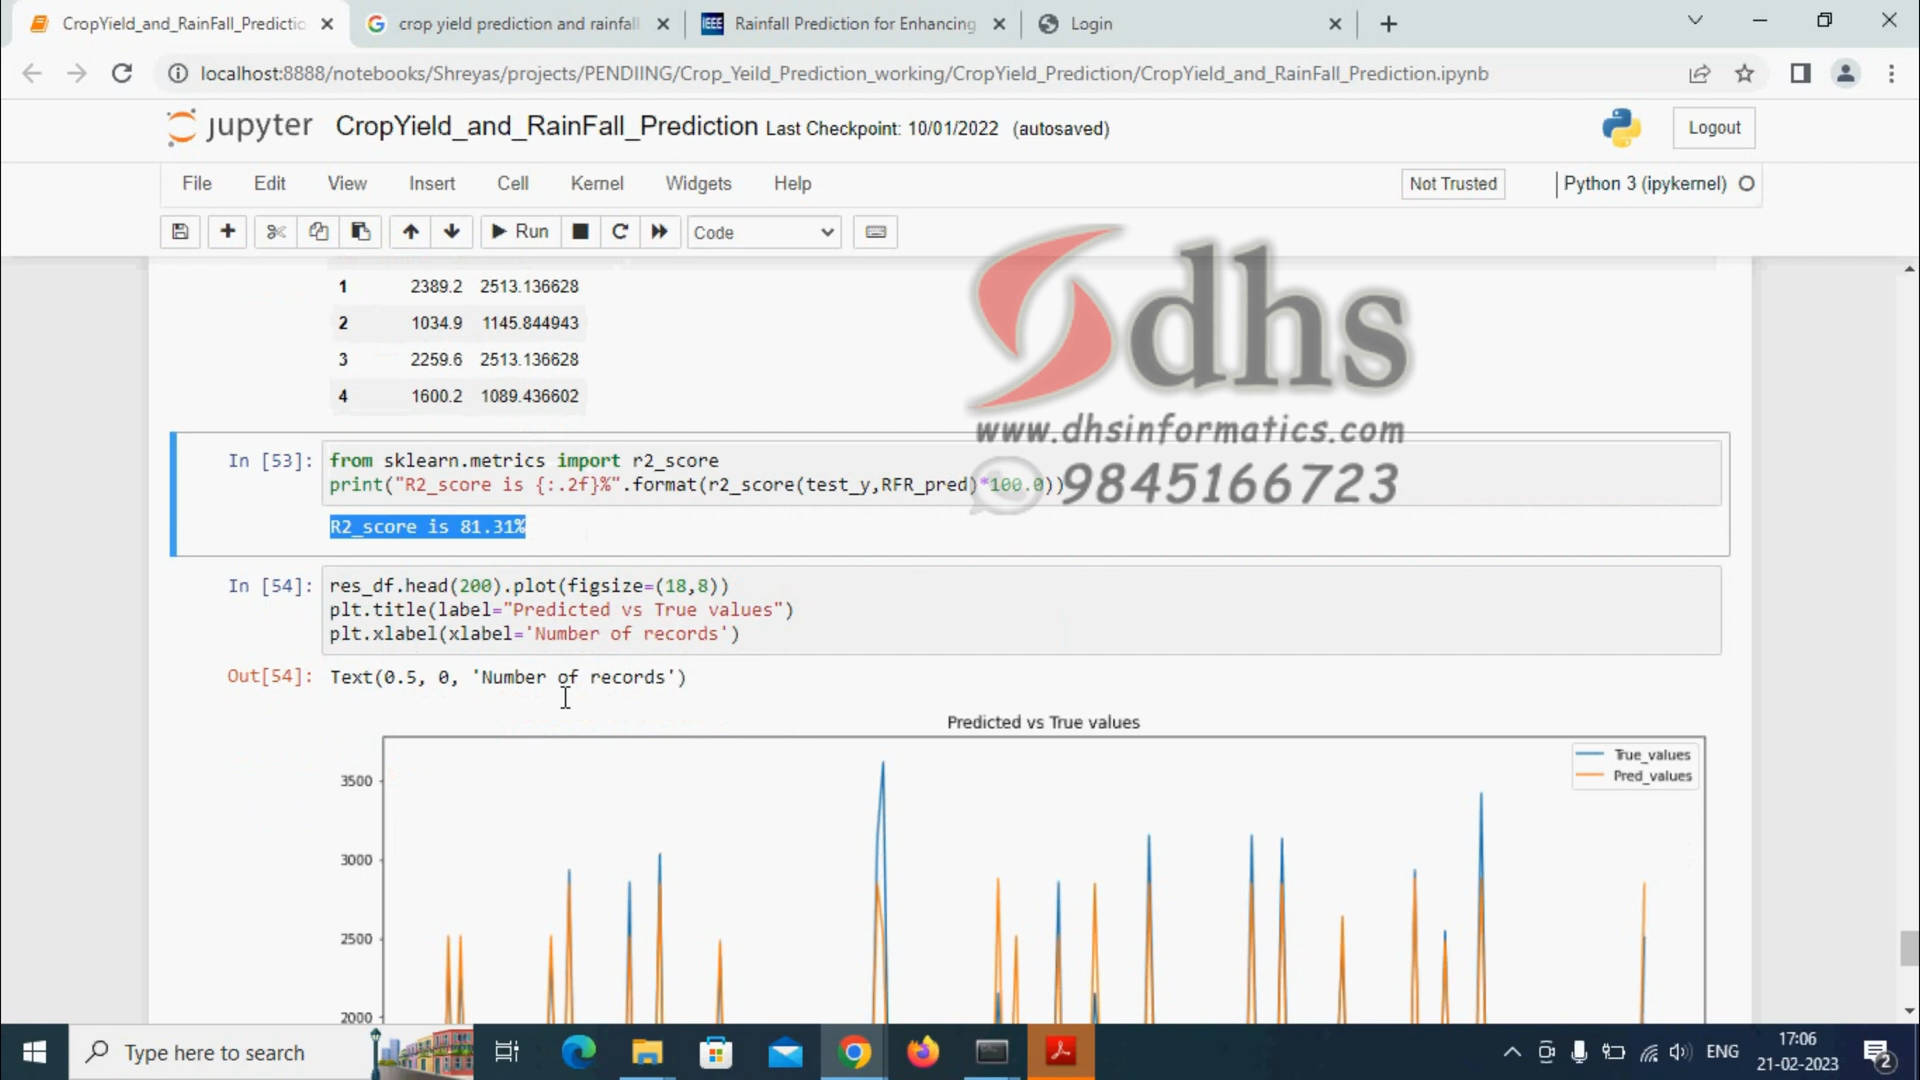 CropYield_and_RainFall_Predictio
crop yield prediction and rainfall
IEEE
Rainfall Prediction for Enhancing
Login
localhost:8888/notebooks/Shreyas/projects/PENDIING/Crop_Yeild_Prediction_working/CropYield_Prediction/CropYield_and_RainFall_Prediction.ipynb
jupyter CropYield_and_RainFall_Prediction Last Checkpoint: 10/01/2022 (autosaved)
Logout
File Edit View Insert Cell Kernel Widgets Help
Not Trusted
Python 3 (ipykernel)
Run
Code
1 2389.2 2513.136628
2 1034.9 1145.844943
3 2259.6 2513.136628
4 1600.2 1089.436602
dhs
www.dhsinformatics.com
9845166723
In [53]: from sklearn.metrics import r2_score
print("R2_score is {:.2f}%".format(r2_score(test_y,RFR_pred)*100.0))
R2_score is 81.31%
In [54]: res_df.head(200).plot(figsize=(18,8))
plt.title(label="Predicted vs True values")
plt.xlabel(xlabel='Number of records')
Out[54]: Text(0.5, 0, 'Number of records')
Predicted vs True values
True_values
Pred_values
3500
3000
2500
2000
Type here to search
ENG
17:06
21-02-2023
2